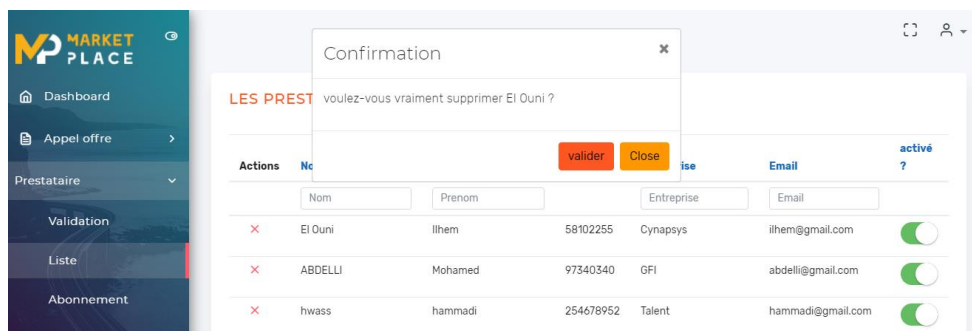 MARKET
PLACE
Dashboard
Appel offre
Prestataire
Validation
Liste
Abonnement
Confirmation
×
voulez-vous vraiment supprimer El Ouni ?
valider Close
LES PREST
Actions No ise Email activé ?
Nom Prenom Entreprise Email
El Ouni Ilhem 58102255 Cynapsys ilhem@gmail.com
ABDELLI Mohamed 97340340 GFI abdelli@gmail.com
hwass hammadi 254678952 Talent hammadi@gmail.com